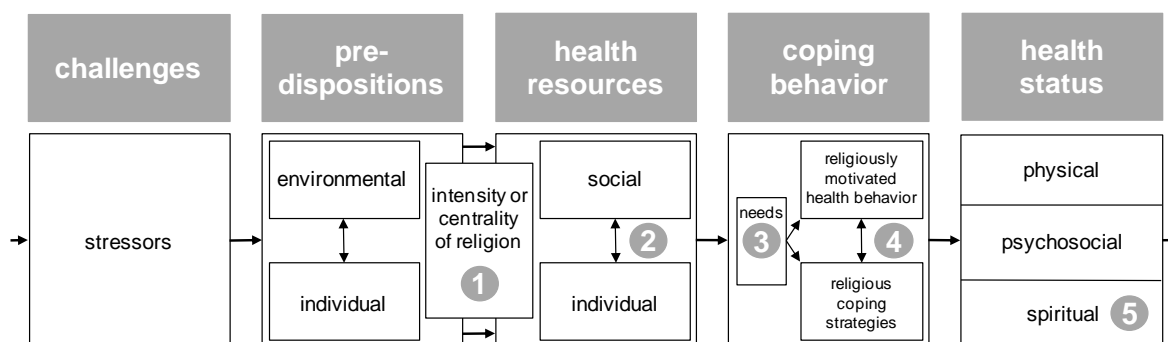 challenges
pre-
dispositions
health
resources
coping
behavior
health
status
stressors
environmental
individual
intensity or
centrality
of religion
1
social
2
individual
needs
3
religiously
motivated
health behavior
4
religious
coping
strategies
physical
psychosocial
spiritual 5